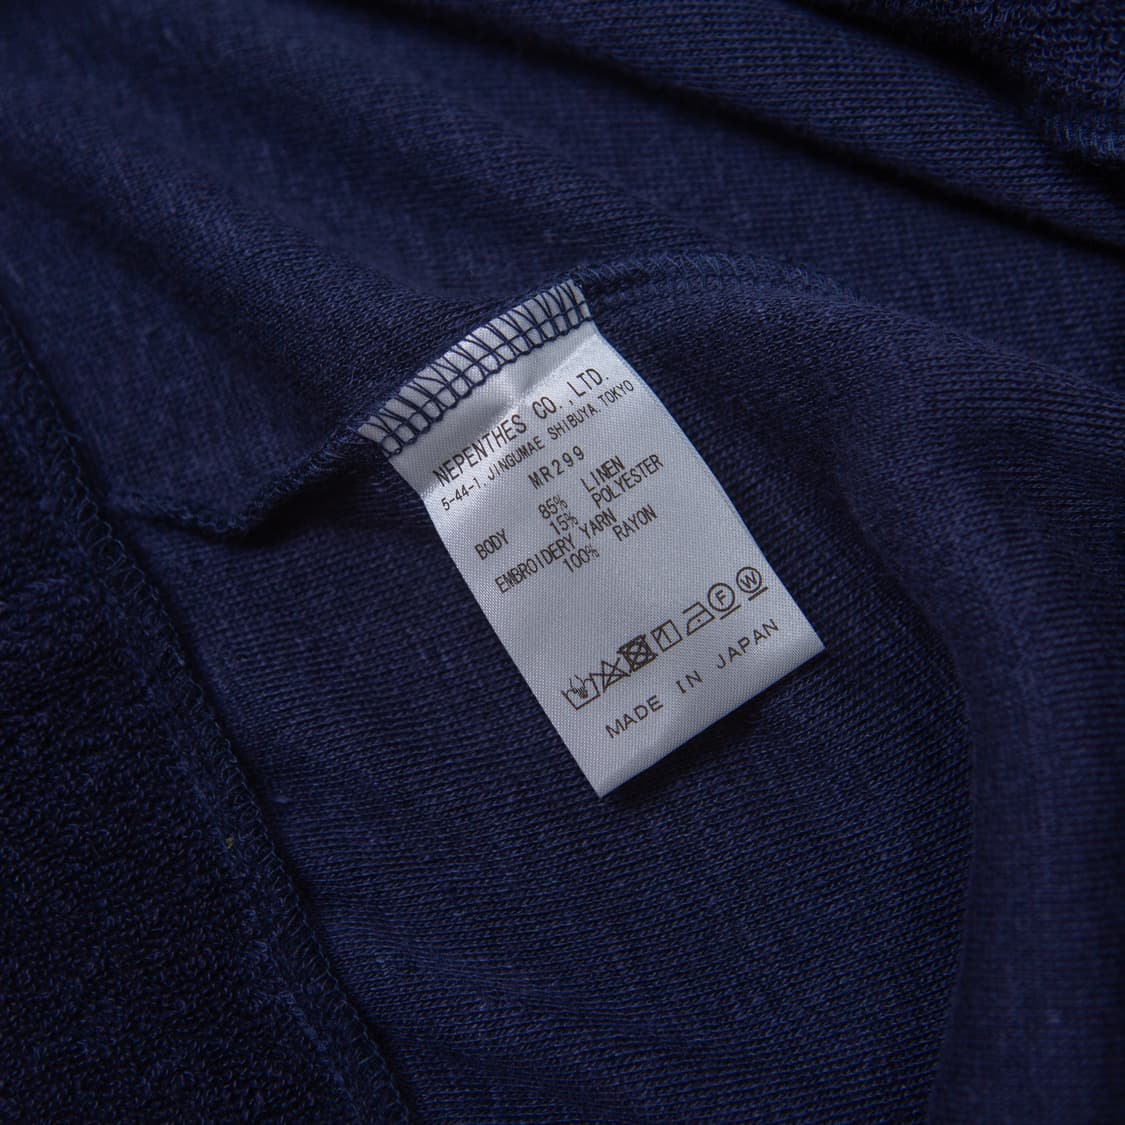 NEPENTHES CO.,LTD.
5-44-1,JINGUMAE SHIBUYA.TOKYO
MR299
BODY 85% LINEN
15% POLYESTER
EMBROIDERY YARN
100% RAYON
F W
MADE IN JAPAN